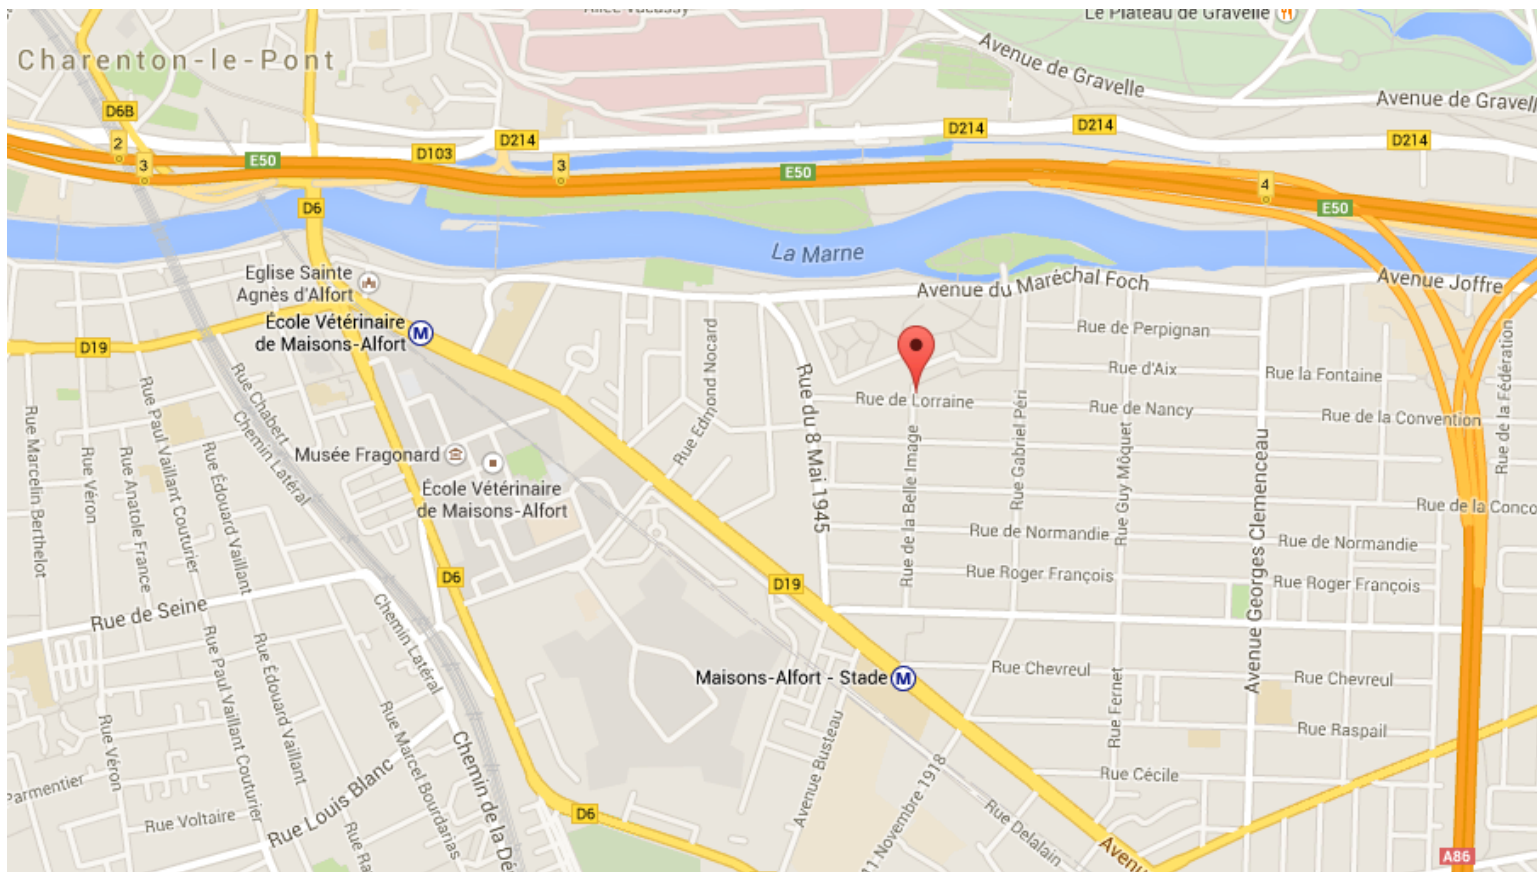 Le Plateau de Gravelle
Charenton-le-Pont
Avenue de Gravelle
Avenue de Gravell
D6B
D214
D214
D214
D214
2
3
E50
D103
3
E50
4
E50
D6
La Marne
Eglise Sainte
Agnès d'Alfort
Avenue du Maréchal Foch
Avenue Joffre
École Vétérinaire
de Maisons-Alfort
M
D19
Rue de Perpignan
Rue d'Aix
Rue la Fontaine
Rue de la Fédération
Rue Edmond Nocard
Rue du 8 Mai 1945
Rue de Lorraine
Rue de Nancy
Rue de la Convention
Rue Chabert
Chemin Latéral
Rue Marcelin Berthelot
Rue Véron
Rue Paul Vaillant Couturier
Rue Anatole France
Rue Édouard Vaillant
Musée Fragonard
École Vétérinaire
de Maisons-Alfort
Rue de la Belle Image
Rue Gabriel Péri
Rue Guy Môquet
Avenue Georges Clemenceau
Rue de la Conco
Rue de Normandie
Rue de Normandie
Rue Roger François
Rue Roger François
D6
D19
Rue de Seine
Chemin Latéral
Rue Paul Vaillant Couturier
Rue Édouard Vaillant
Maisons-Alfort - Stade
M
Rue Chevreul
Rue Chevreul
Rue Fernet
Rue Raspail
Rue Cécile
Rue Véron
Rue Marcel Bourdarias
Chemin de la Dé
Avenue Busteau
11 Novembre 1918
Rue Delalain
Avenu
Parmentier
Rue Voltaire
Rue Louis Blanc
Rue Ra
D6
A86